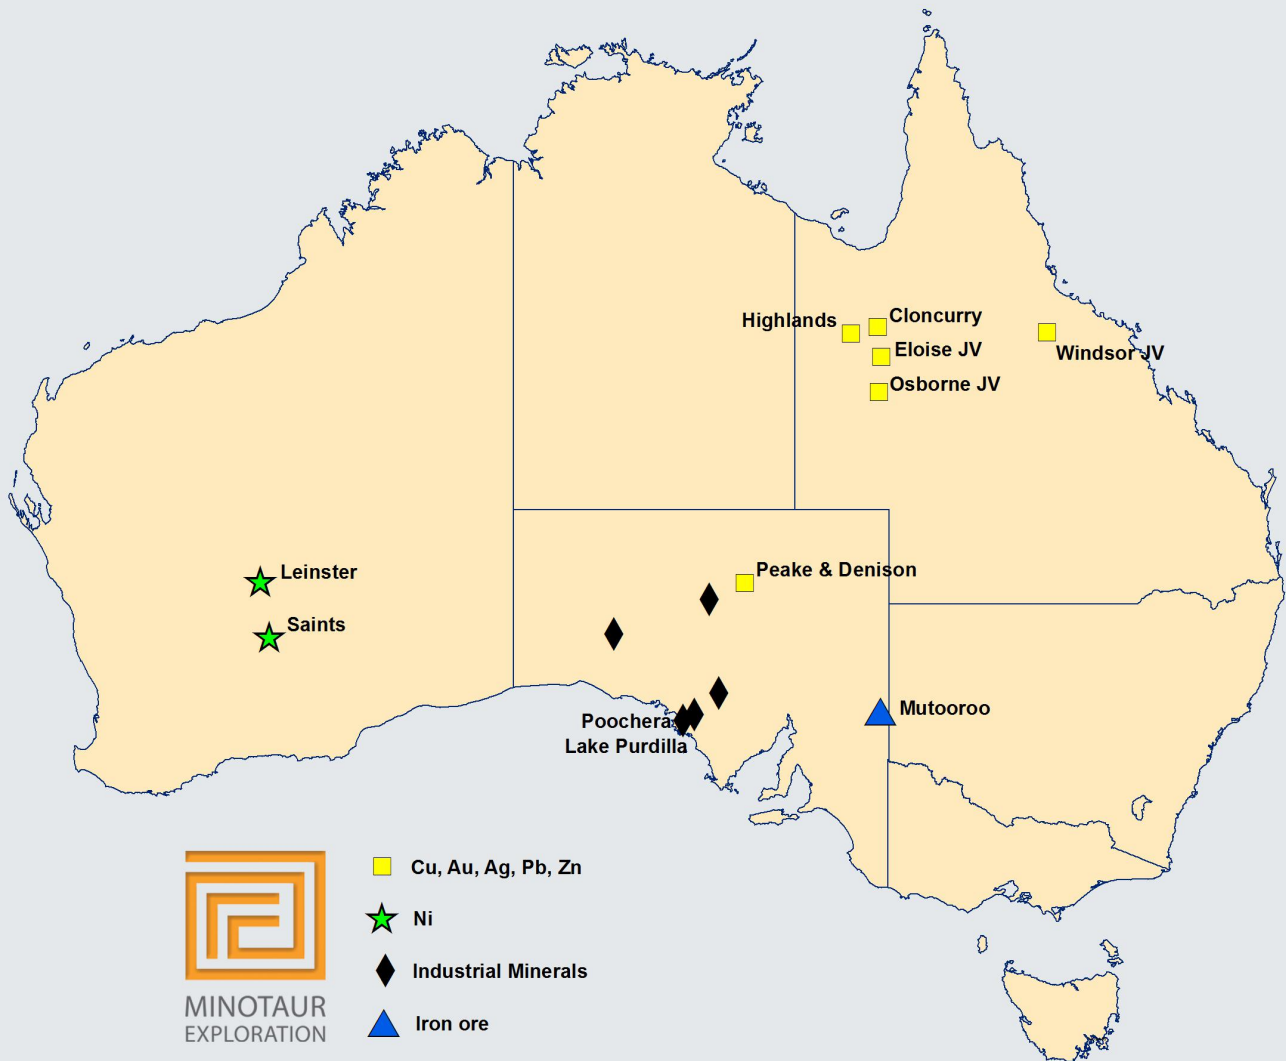 Highlands
Cloncurry
Eloise JV
Windsor JV
Osborne JV
Leinster
Peake & Denison
Saints
Mutooroo
Poochera
Lake Purdilla
Cu, Au, Ag, Pb, Zn
Ni
Industrial Minerals
Iron ore
MINOTAUR
EXPLORATION